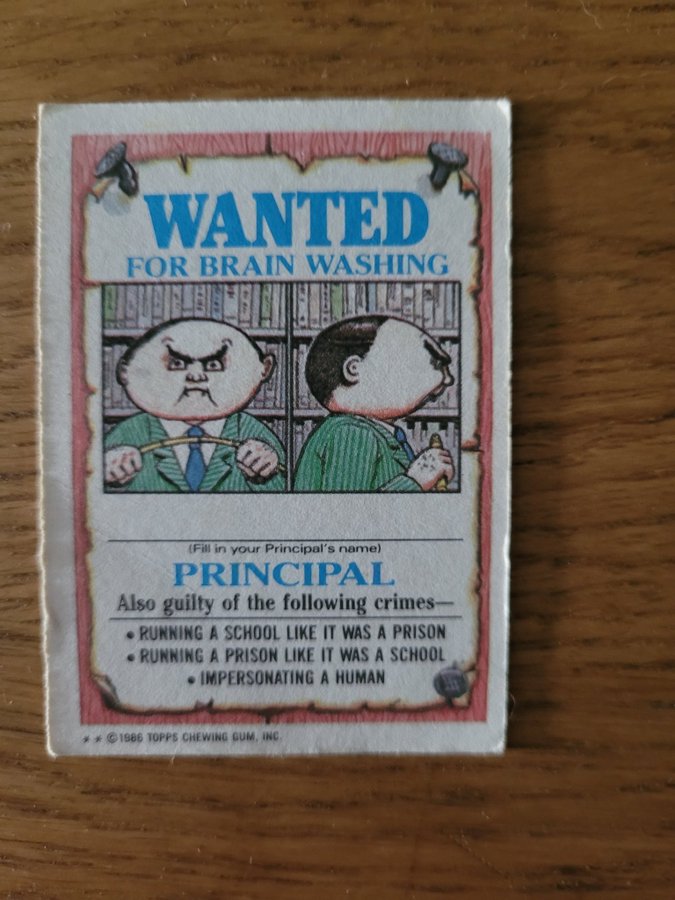 WANTED
FOR BRAIN WASHING
(Fill in your Principal's name)
PRINCIPAL
Also guilty of the following crimes—
• RUNNING A SCHOOL LIKE IT WAS A PRISON
• RUNNING A PRISON LIKE IT WAS A SCHOOL
• IMPERSONATING A HUMAN
* * © 1986 TOPPS CHEWING GUM, INC.